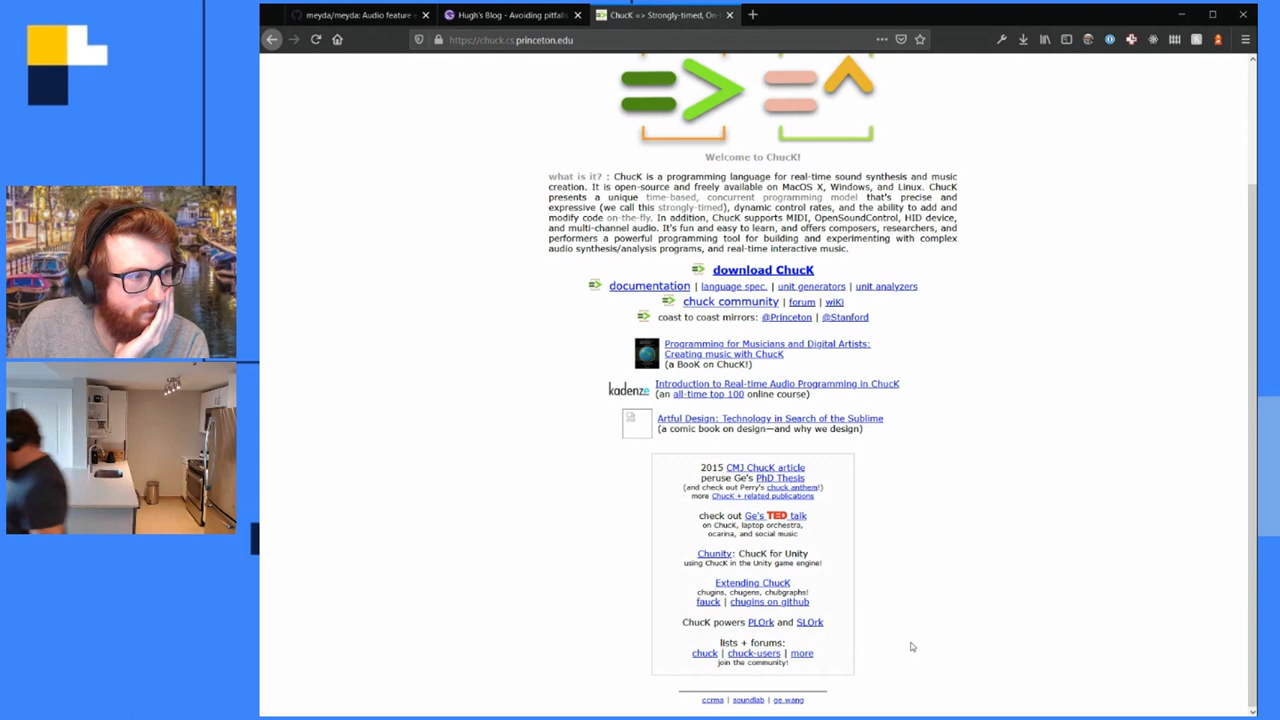 meyda/meyda: Audio feature e
Hugh's Blog - Avoiding pitfalls
ChucK => Strongly-timed, On-
https://chuck.cs.princeton.edu
Welcome to ChucK!
what is it? : ChucK is a programming language for real-time sound synthesis and music
creation. It is open-source and freely available on MacOS X, Windows, and Linux. ChucK
presents a unique time-based, concurrent programming model that's precise and
expressive (we call this strongly-timed), dynamic control rates, and the ability to add and
modify code on-the-fly. In addition, ChucK supports MIDI, OpenSoundControl, HID device,
and multi-channel audio. It's fun and easy to learn, and offers composers, researchers, and
performers a powerful programming tool for building and experimenting with complex
audio synthesis/analysis programs, and real-time interactive music.
download ChucK
documentation | language spec. | unit generators | unit analyzers
chuck community | forum | wiKi
coast to coast mirrors: @Princeton | @Stanford
Programming for Musicians and Digital Artists:
Creating music with ChucK
(a BooK on ChucK!)
kadenze Introduction to Real-time Audio Programming in ChucK
(an all-time top 100 online course)
Artful Design: Technology in Search of the Sublime
(a comic book on design—and why we design)
2015 CMJ ChucK article
peruse Ge's PhD Thesis
(and check out Perry's chuck anthem!)
more ChucK + related publications
check out Ge's TED talk
on ChucK, laptop orchestra,
ocarina, and social music
Chunity: ChucK for Unity
using ChucK in the Unity game engine!
Extending ChucK
chugins, chugens, chubgraphs!
fauck | chugins on github
ChucK powers PLOrk and SLOrk
lists + forums:
chuck | chuck-users | more
join the community!
ccrma | soundlab | ge wang